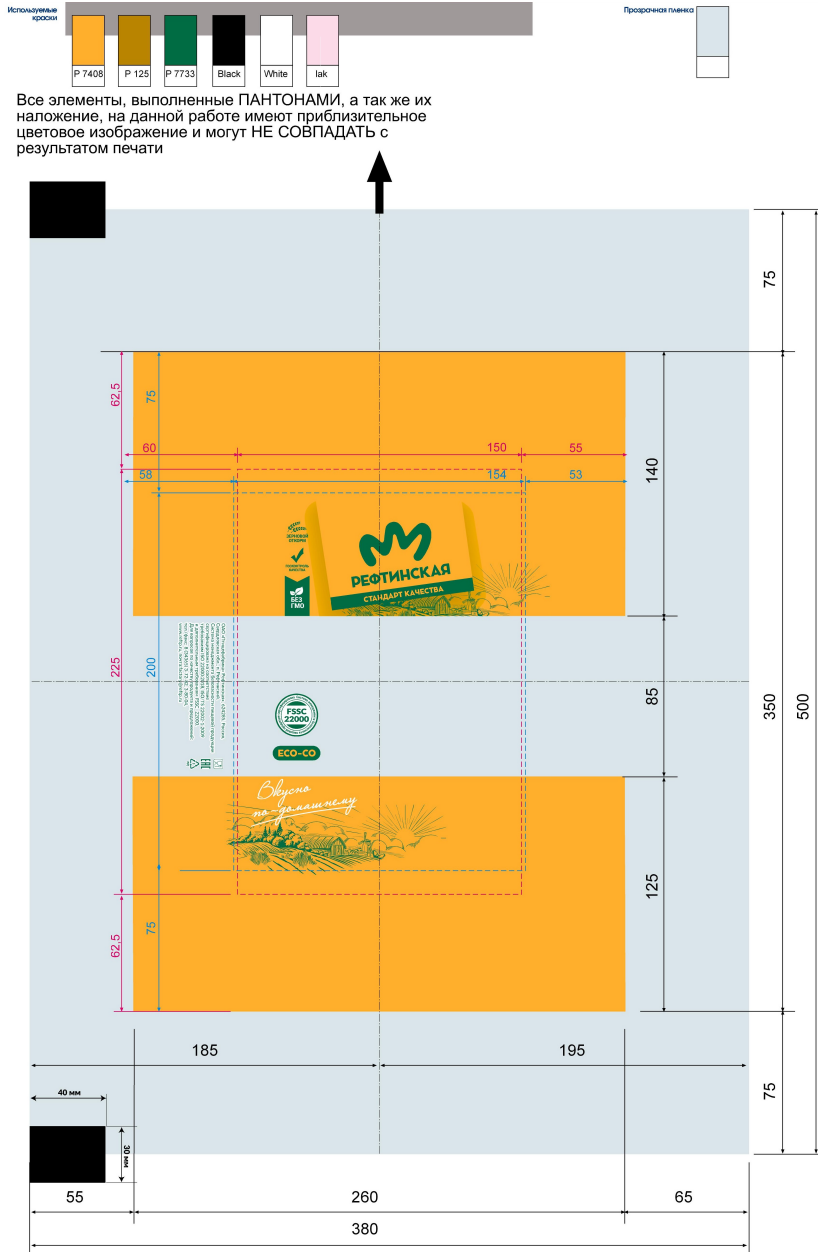 Используемые
краски
Прозрачная пленка
P 7408
P 125
P 7733
Black
White
lak
Все элементы, выполненные ПАНТОНАМИ, а так же их
наложение, на данной работе имеют приблизительное
цветовое изображение и могут НЕ СОВПАДАТЬ с
результатом печати
75
62,5
75
60
150
55
58
154
53
140
ЗЕРНОВОЙ
ОТКОРМ
БЕЗ
ГМО
РЕФТИНСКАЯ
СТАНДАРТ КАЧЕСТВА
225
200
85
350
500
FSSC
22000
ECO-CO
Вкусно
по-домашнему
125
62,5
75
185
195
75
40 мм
30 мм
55
260
65
380